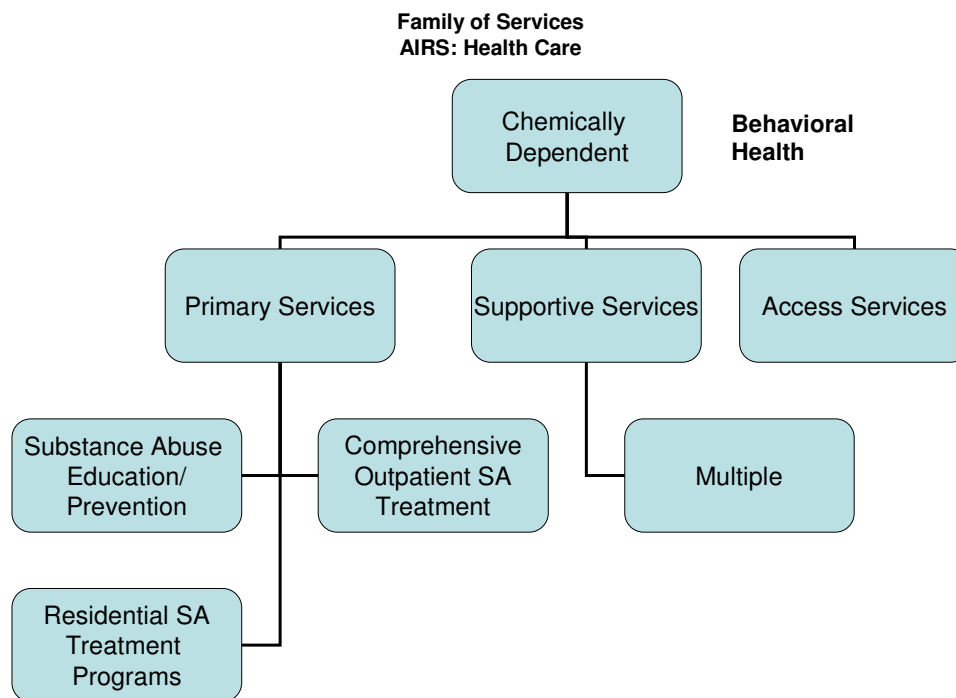 Family of Services
AIRS: Health Care
Chemically
Dependent
Behavioral
Health
Primary Services
Supportive Services
Access Services
Substance Abuse
Education/
Prevention
Comprehensive
Outpatient SA
Treatment
Multiple
Residential SA
Treatment
Programs